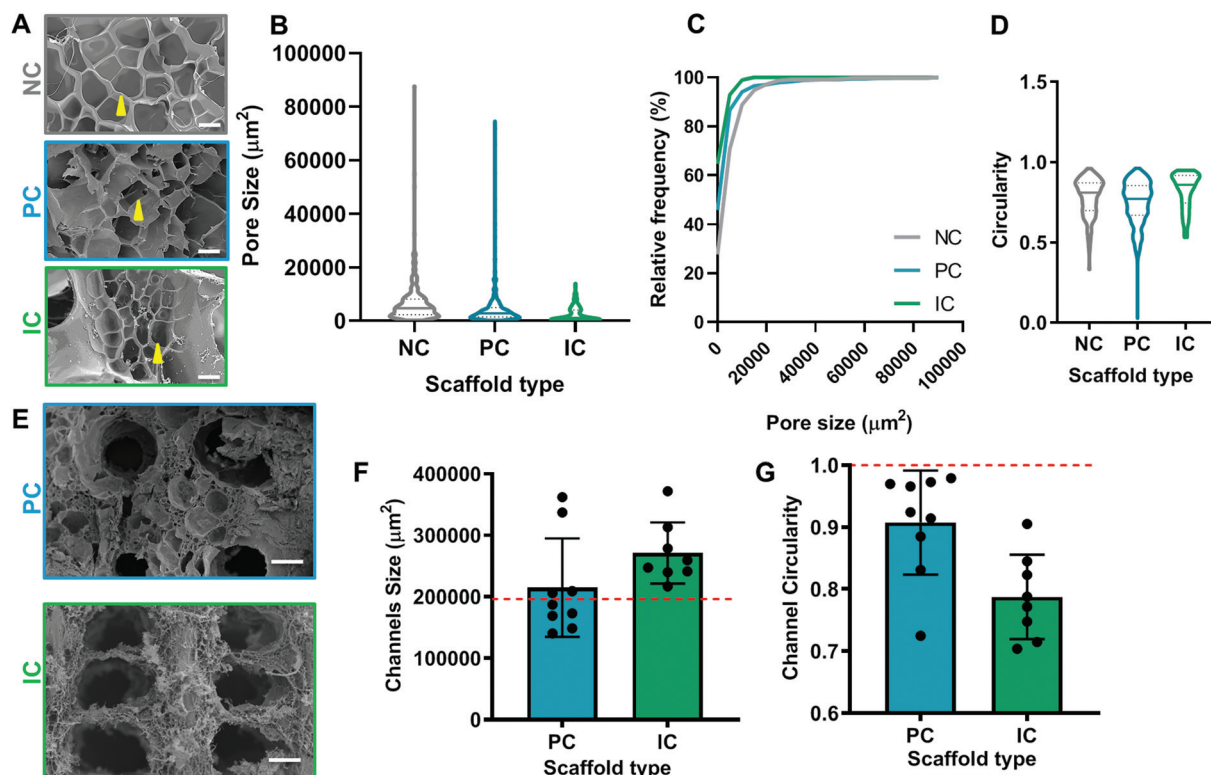 A
NC
PC
IC
B
Pore Size (μm²)
100000
80000
60000
40000
20000
0
NC PC IC
Scaffold type
C
Relative frequency (%)
100
80
60
40
20
0
NC
PC
IC
0 20000 40000 60000 80000 100000
Pore size (μm²)
D
Circularity
1.0
0.5
0.0
NC PC IC
Scaffold type
E
PC
IC
F
Channels Size (μm²)
400000
300000
200000
100000
0
PC IC
Scaffold type
G
Channel Circularity
1.0
0.9
0.8
0.7
0.6
PC IC
Scaffold type